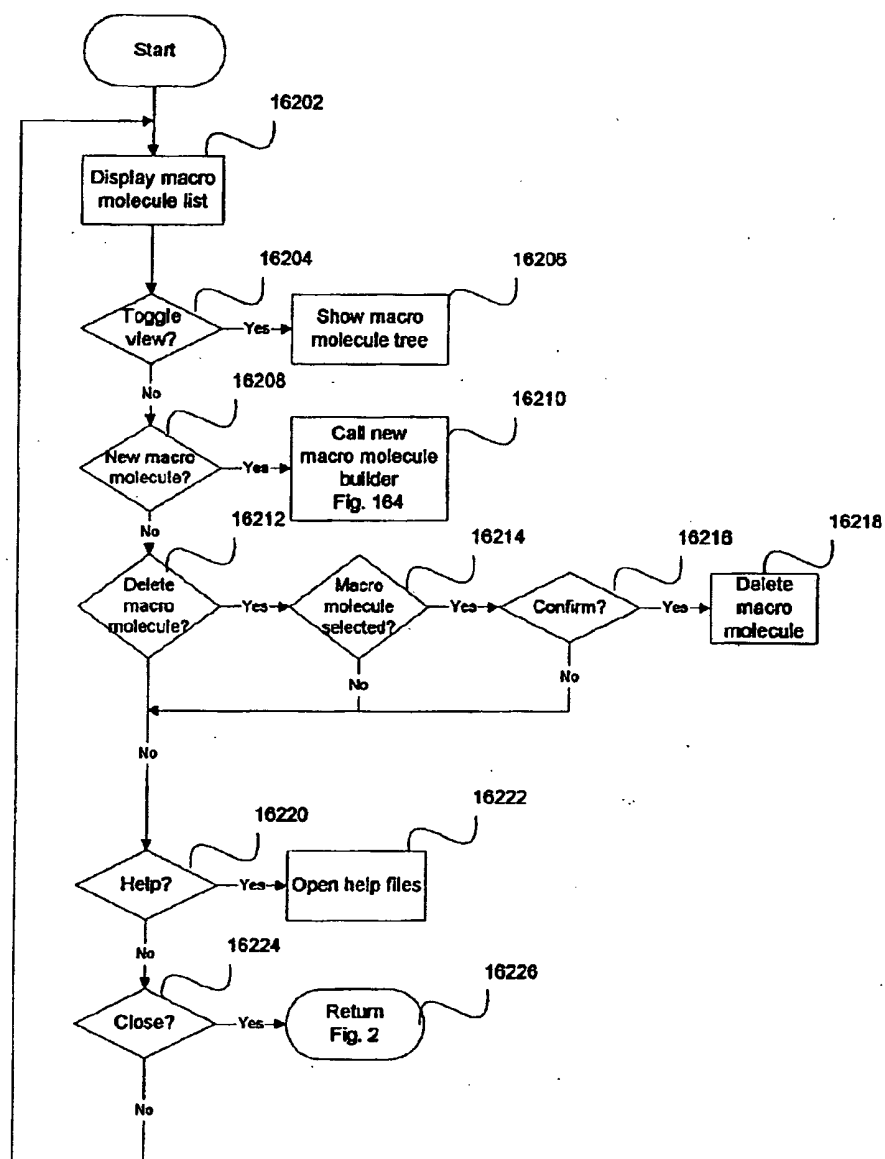 Start
16202
Display macro
molecule list
16204
Toggle
view?
Yes
16206
Show macro
molecule tree
No
16208
New macro
molecule?
Yes
16210
Call new
macro molecule
builder
Fig. 164
No
16212
Delete
macro
molecule?
Yes
16214
Macro
molecule
selected?
Yes
16216
Confirm?
Yes
16218
Delete
macro
molecule
No
No
No
16220
Help?
Yes
16222
Open help files
No
16224
Close?
Yes
16226
Return
Fig. 2
No